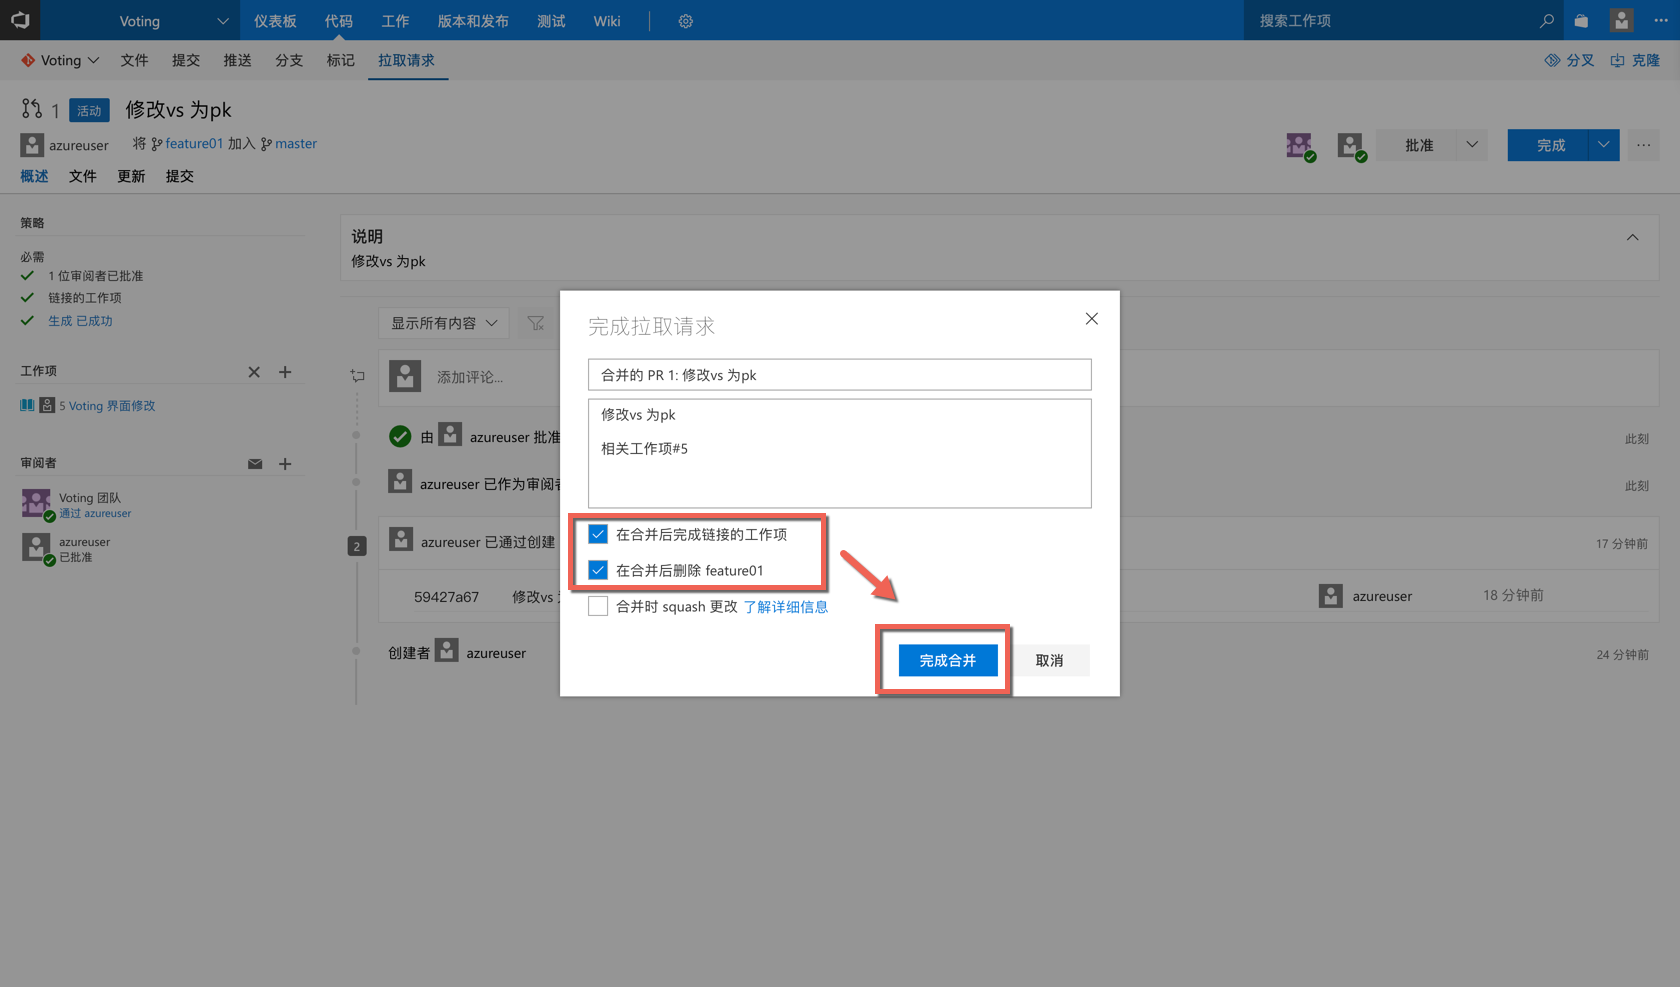 Voting 仪表板 代码 工作 版本和发布 测试 Wiki 搜索工作项
Voting 文件 提交 推送 分支 标记 拉取请求 分叉 克隆
1 活动 修改vs 为pk
azureuser 将 feature01 加入 master 批准 完成
概述 文件 更新 提交
策略
必需
1 位审阅者已批准
链接的工作项
生成 已成功
工作项
5 Voting 界面修改
审阅者
Voting 团队
通过 azureuser
azureuser
已批准
说明
修改vs 为pk
显示所有内容
添加评论...
由 azureuser 批准
此刻
azureuser 已作为审阅者
此刻
2
azureuser 已通过创建
17 分钟前
59427a67 修改vs
azureuser 18 分钟前
创建者 azureuser
24 分钟前
完成拉取请求
合并的 PR 1: 修改vs 为pk
修改vs 为pk
相关工作项#5
在合并后完成链接的工作项
在合并后删除 feature01
合并时 squash 更改 了解详细信息
完成合并 取消